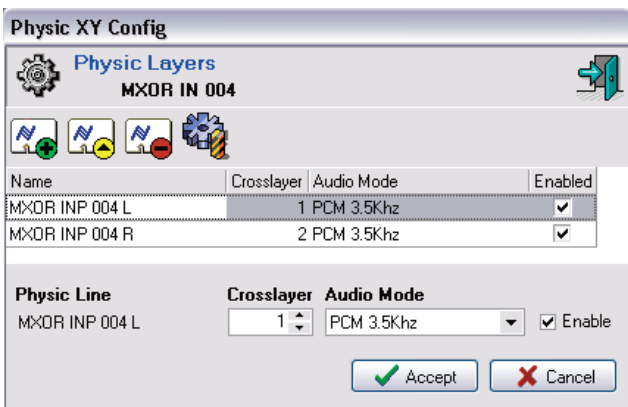 Physic XY Config
Physic Layers
MXOR IN 004
Name Crosslayer Audio Mode Enabled
MXOR INP 004 L 1 PCM 3.5Khz
MXOR INP 004 R 2 PCM 3.5Khz
Physic Line Crosslayer Audio Mode
MXOR INP 004 L 1 PCM 3.5Khz Enable
Accept Cancel